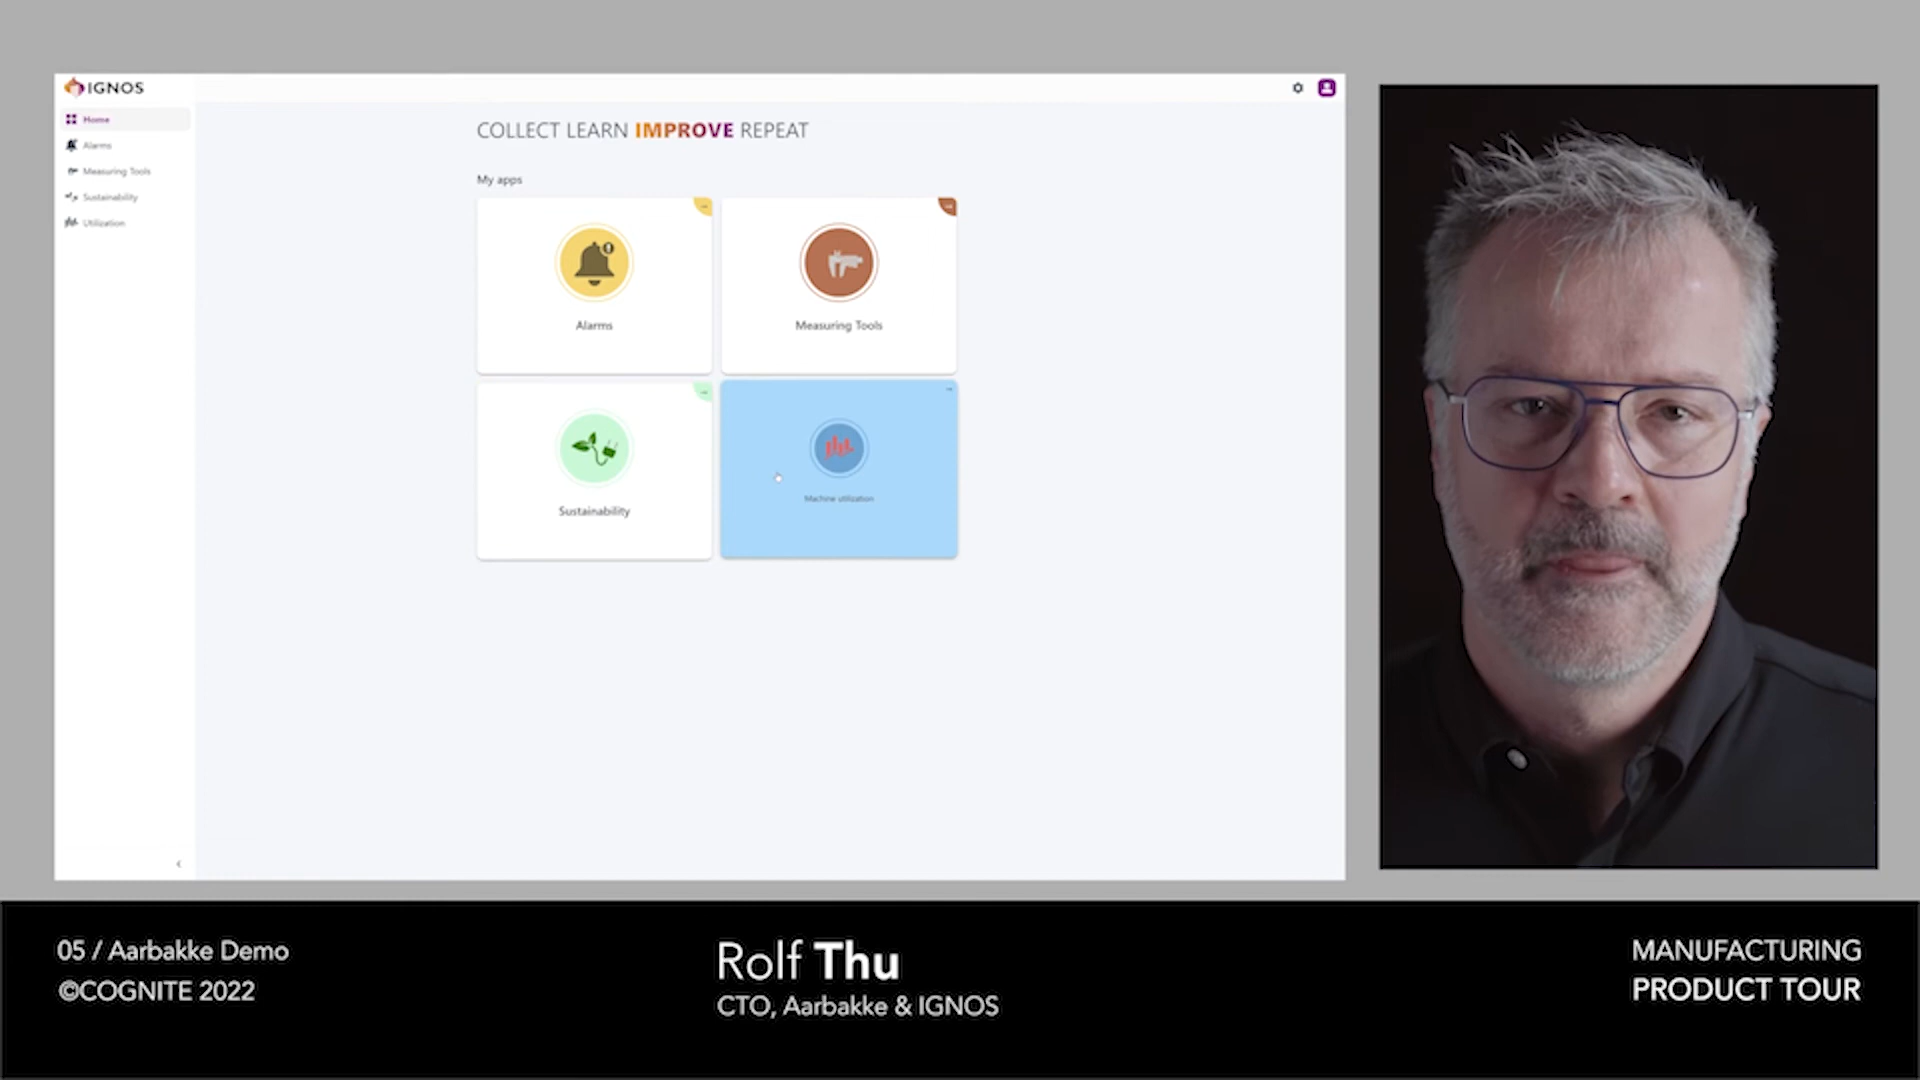 IGNOS
Home
Alarms
Measuring Tools
Sustainability
Utilization
COLLECT LEARN IMPROVE REPEAT
My apps
Alarms
Measuring Tools
Sustainability
Machine utilization
05 / Aarbakke Demo
©COGNITE 2022
Rolf Thu
CTO, Aarbakke & IGNOS
MANUFACTURING
PRODUCT TOUR